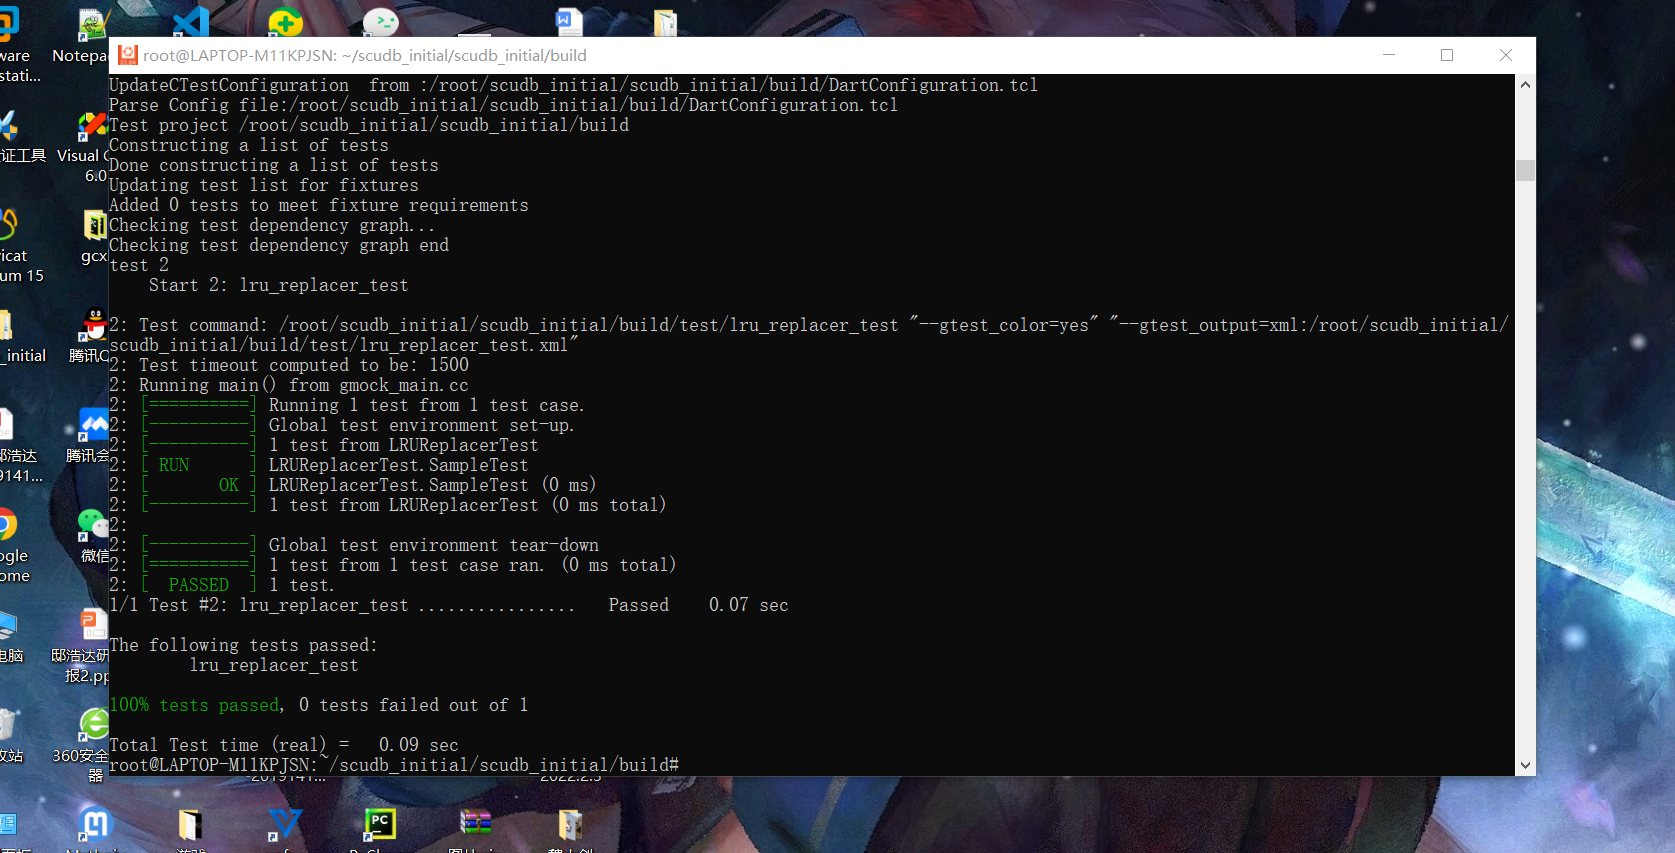 root@LAPTOP-M11KPJSN: ~/scudb_initial/scudb_initial/build
UpdateCTestConfiguration  from :/root/scudb_initial/scudb_initial/build/DartConfiguration.tcl
Parse Config file:/root/scudb_initial/scudb_initial/build/DartConfiguration.tcl
Test project /root/scudb_initial/scudb_initial/build
Constructing a list of tests
Done constructing a list of tests
Updating test list for fixtures
Added 0 tests to meet fixture requirements
Checking test dependency graph...
Checking test dependency graph end
test 2
    Start 2: lru_replacer_test
2: Test command: /root/scudb_initial/scudb_initial/build/test/lru_replacer_test "--gtest_color=yes" "--gtest_output=xml:/root/scudb_initial/
scudb_initial/build/test/lru_replacer_test.xml"
2: Test timeout computed to be: 1500
2: Running main() from gmock_main.cc
2: [==========] Running 1 test from 1 test case.
2: [----------] Global test environment set-up.
2: [----------] 1 test from LRUReplacerTest
2: [ RUN      ] LRUReplacerTest.SampleTest
2: [       OK ] LRUReplacerTest.SampleTest (0 ms)
2: [----------] 1 test from LRUReplacerTest (0 ms total)
2:
2: [----------] Global test environment tear-down
2: [==========] 1 test from 1 test case ran. (0 ms total)
2: [  PASSED  ] 1 test.
1/1 Test #2: lru_replacer_test ................   Passed    0.07 sec
The following tests passed:
        lru_replacer_test
100% tests passed, 0 tests failed out of 1
Total Test time (real) =   0.09 sec
root@LAPTOP-M11KPJSN:~/scudb_initial/scudb_initial/build#
ware
stati...
Notepa
证工具
Visual C
6.0
icat
um 15
gcx
_initial
腾讯Q
邸浩达
9141...
腾讯会
ogle
ome
微信
电脑
邸浩达研
报2.pp
收站
360安全
器
PC